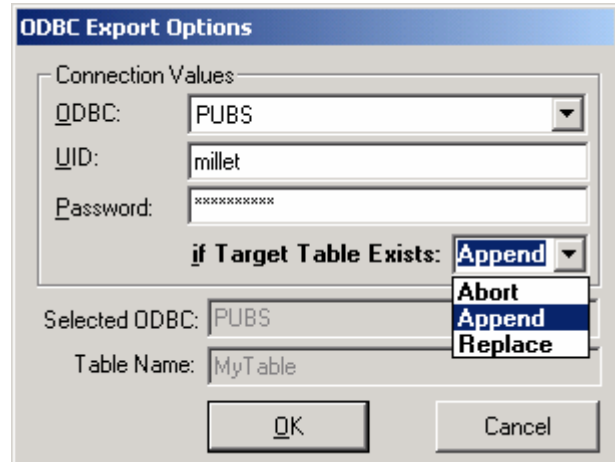 ODBC Export Options
Connection Values
ODBC: PUBS
UID: millet
Password: **********
if Target Table Exists: Append
Abort
Append
Replace
Selected ODBC: PUBS
Table Name: MyTable
OK Cancel